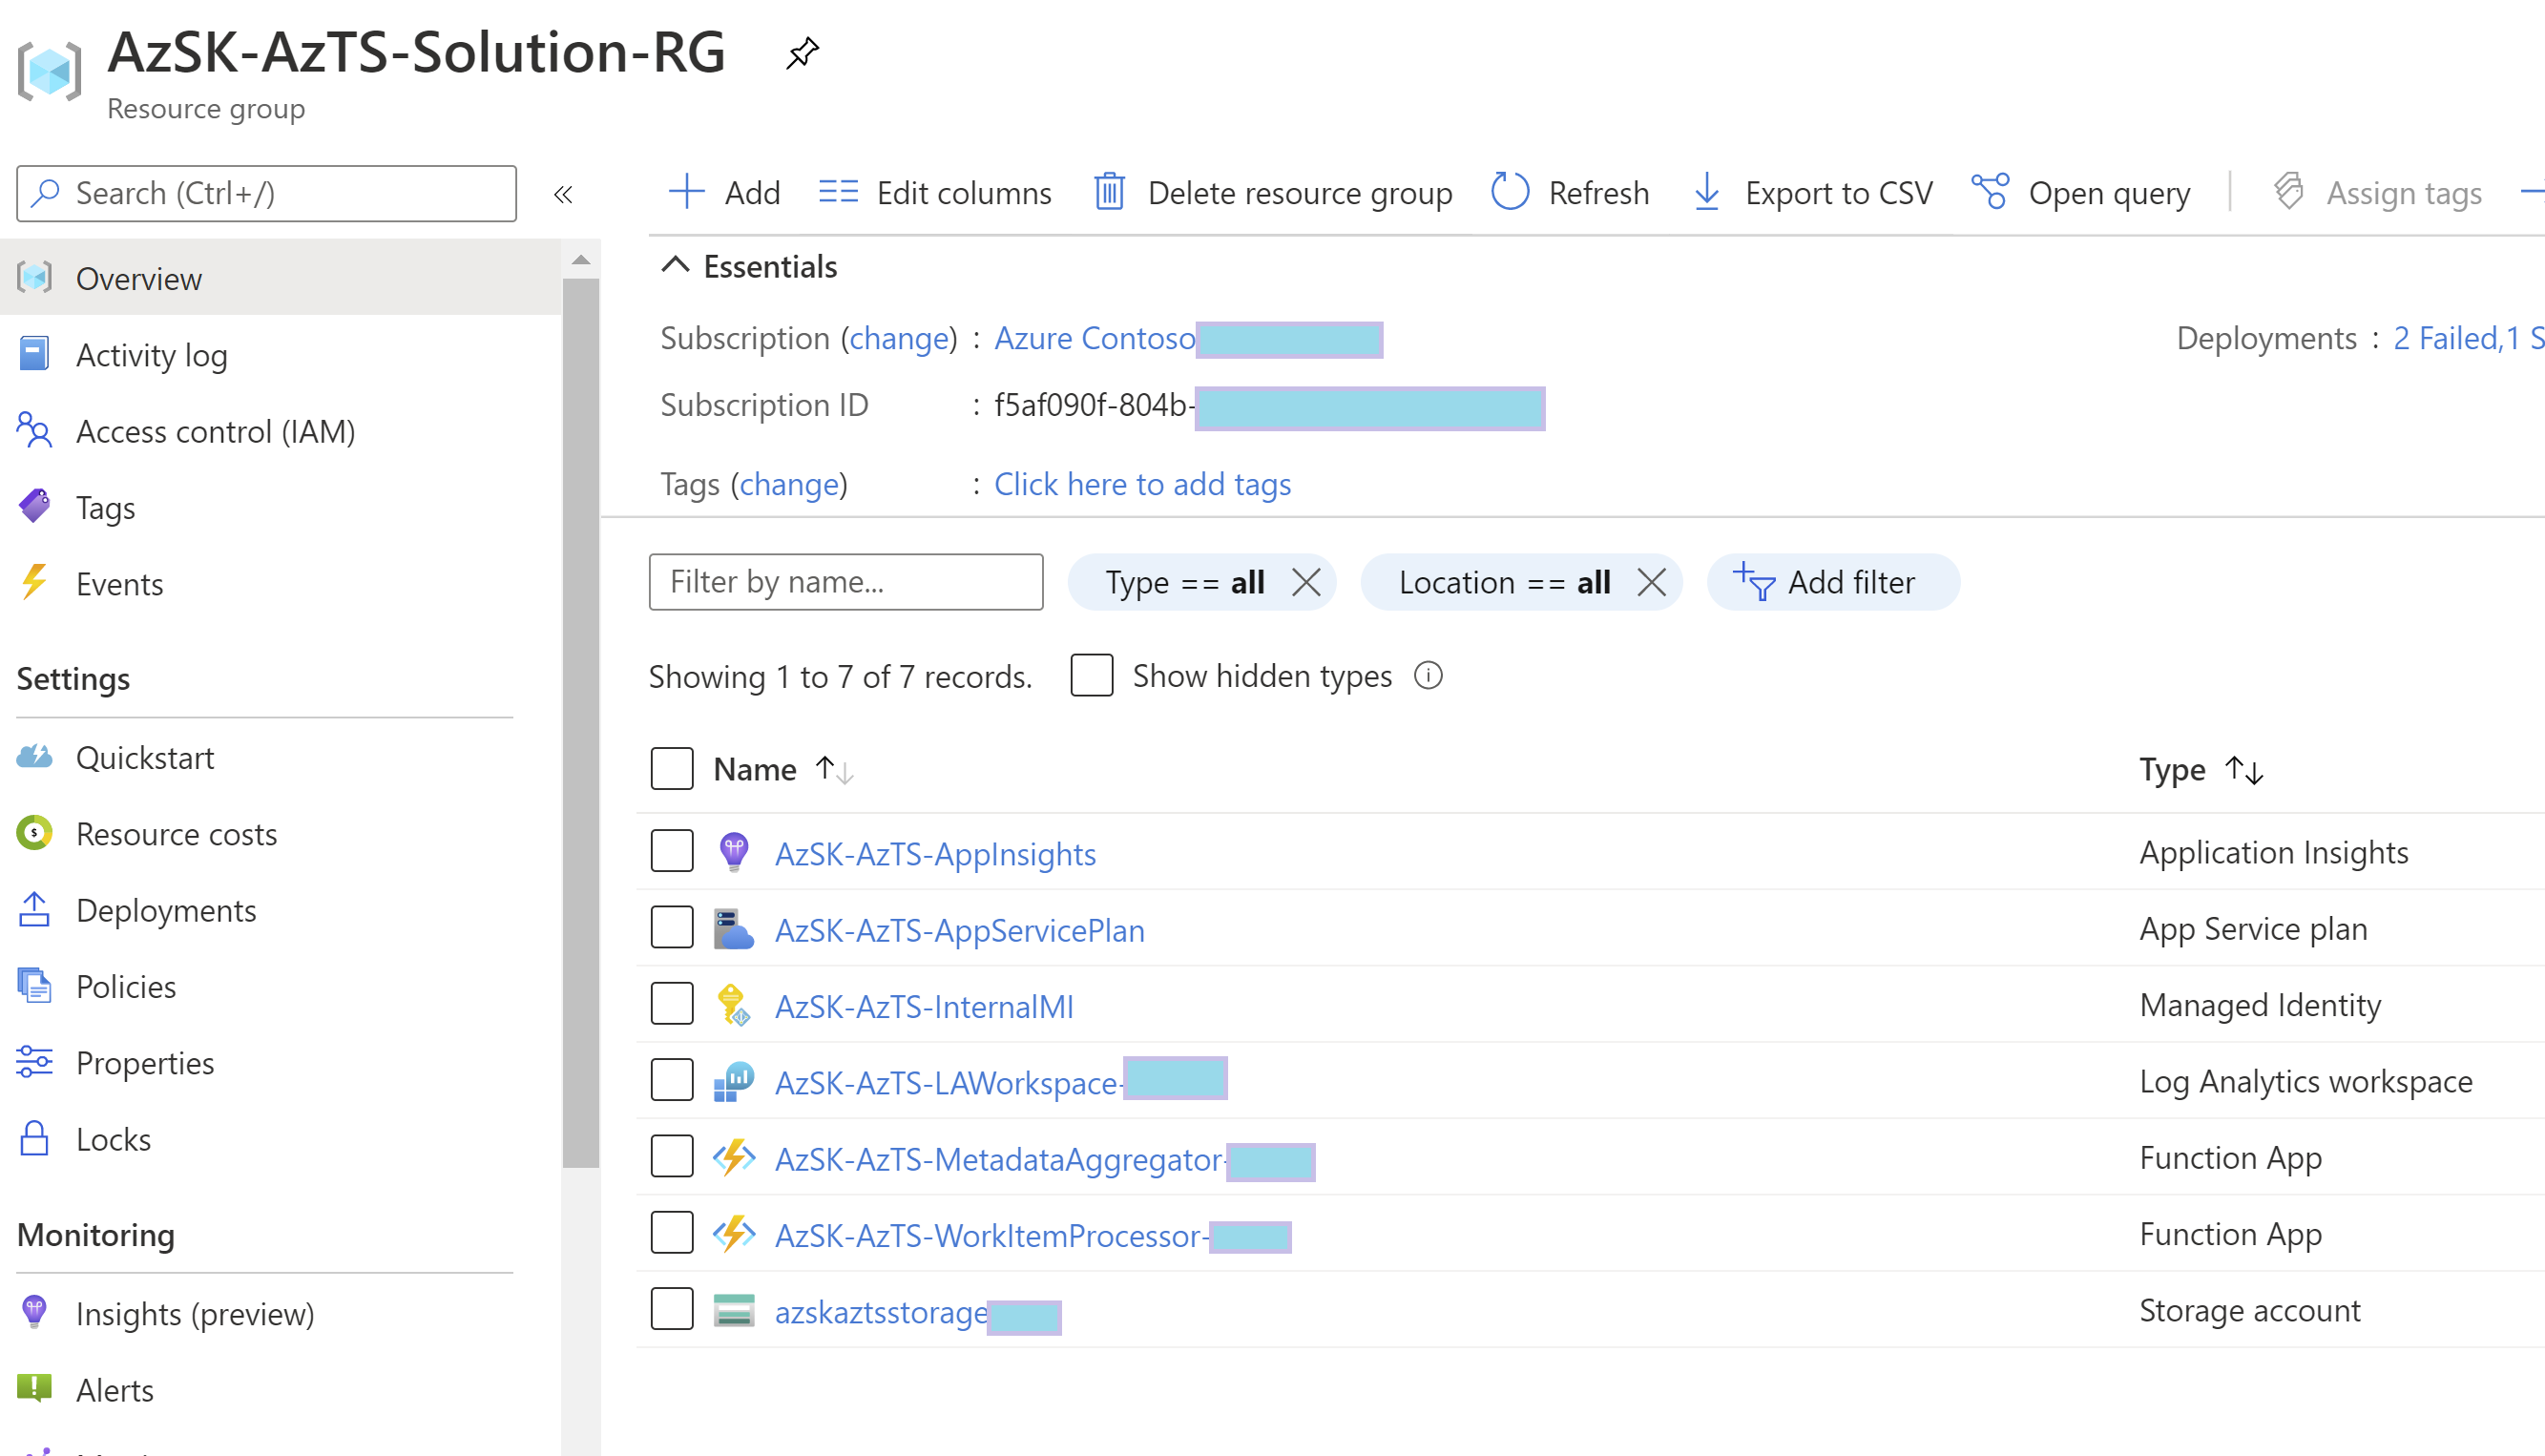 AzSK-AzTS-Solution-RG
Resource group
Search (Ctrl+/)
«
Add
Edit columns
Delete resource group
Refresh
Export to CSV
Open query
Assign tags
Overview
Activity log
Access control (IAM)
Tags
Events
Settings
Quickstart
Resource costs
Deployments
Policies
Properties
Locks
Monitoring
Insights (preview)
Alerts
Essentials
Subscription (change) : Azure Contoso
Deployments : 2 Failed,1 S
Subscription ID : f5af090f-804b-
Tags (change) : Click here to add tags
Filter by name...
Type == all
Location == all
Add filter
Showing 1 to 7 of 7 records.
Show hidden types
Name Type
AzSK-AzTS-AppInsights Application Insights
AzSK-AzTS-AppServicePlan App Service plan
AzSK-AzTS-InternalMI Managed Identity
AzSK-AzTS-LAWorkspace- Log Analytics workspace
AzSK-AzTS-MetadataAggregator- Function App
AzSK-AzTS-WorkItemProcessor- Function App
azskaztsstorage Storage account